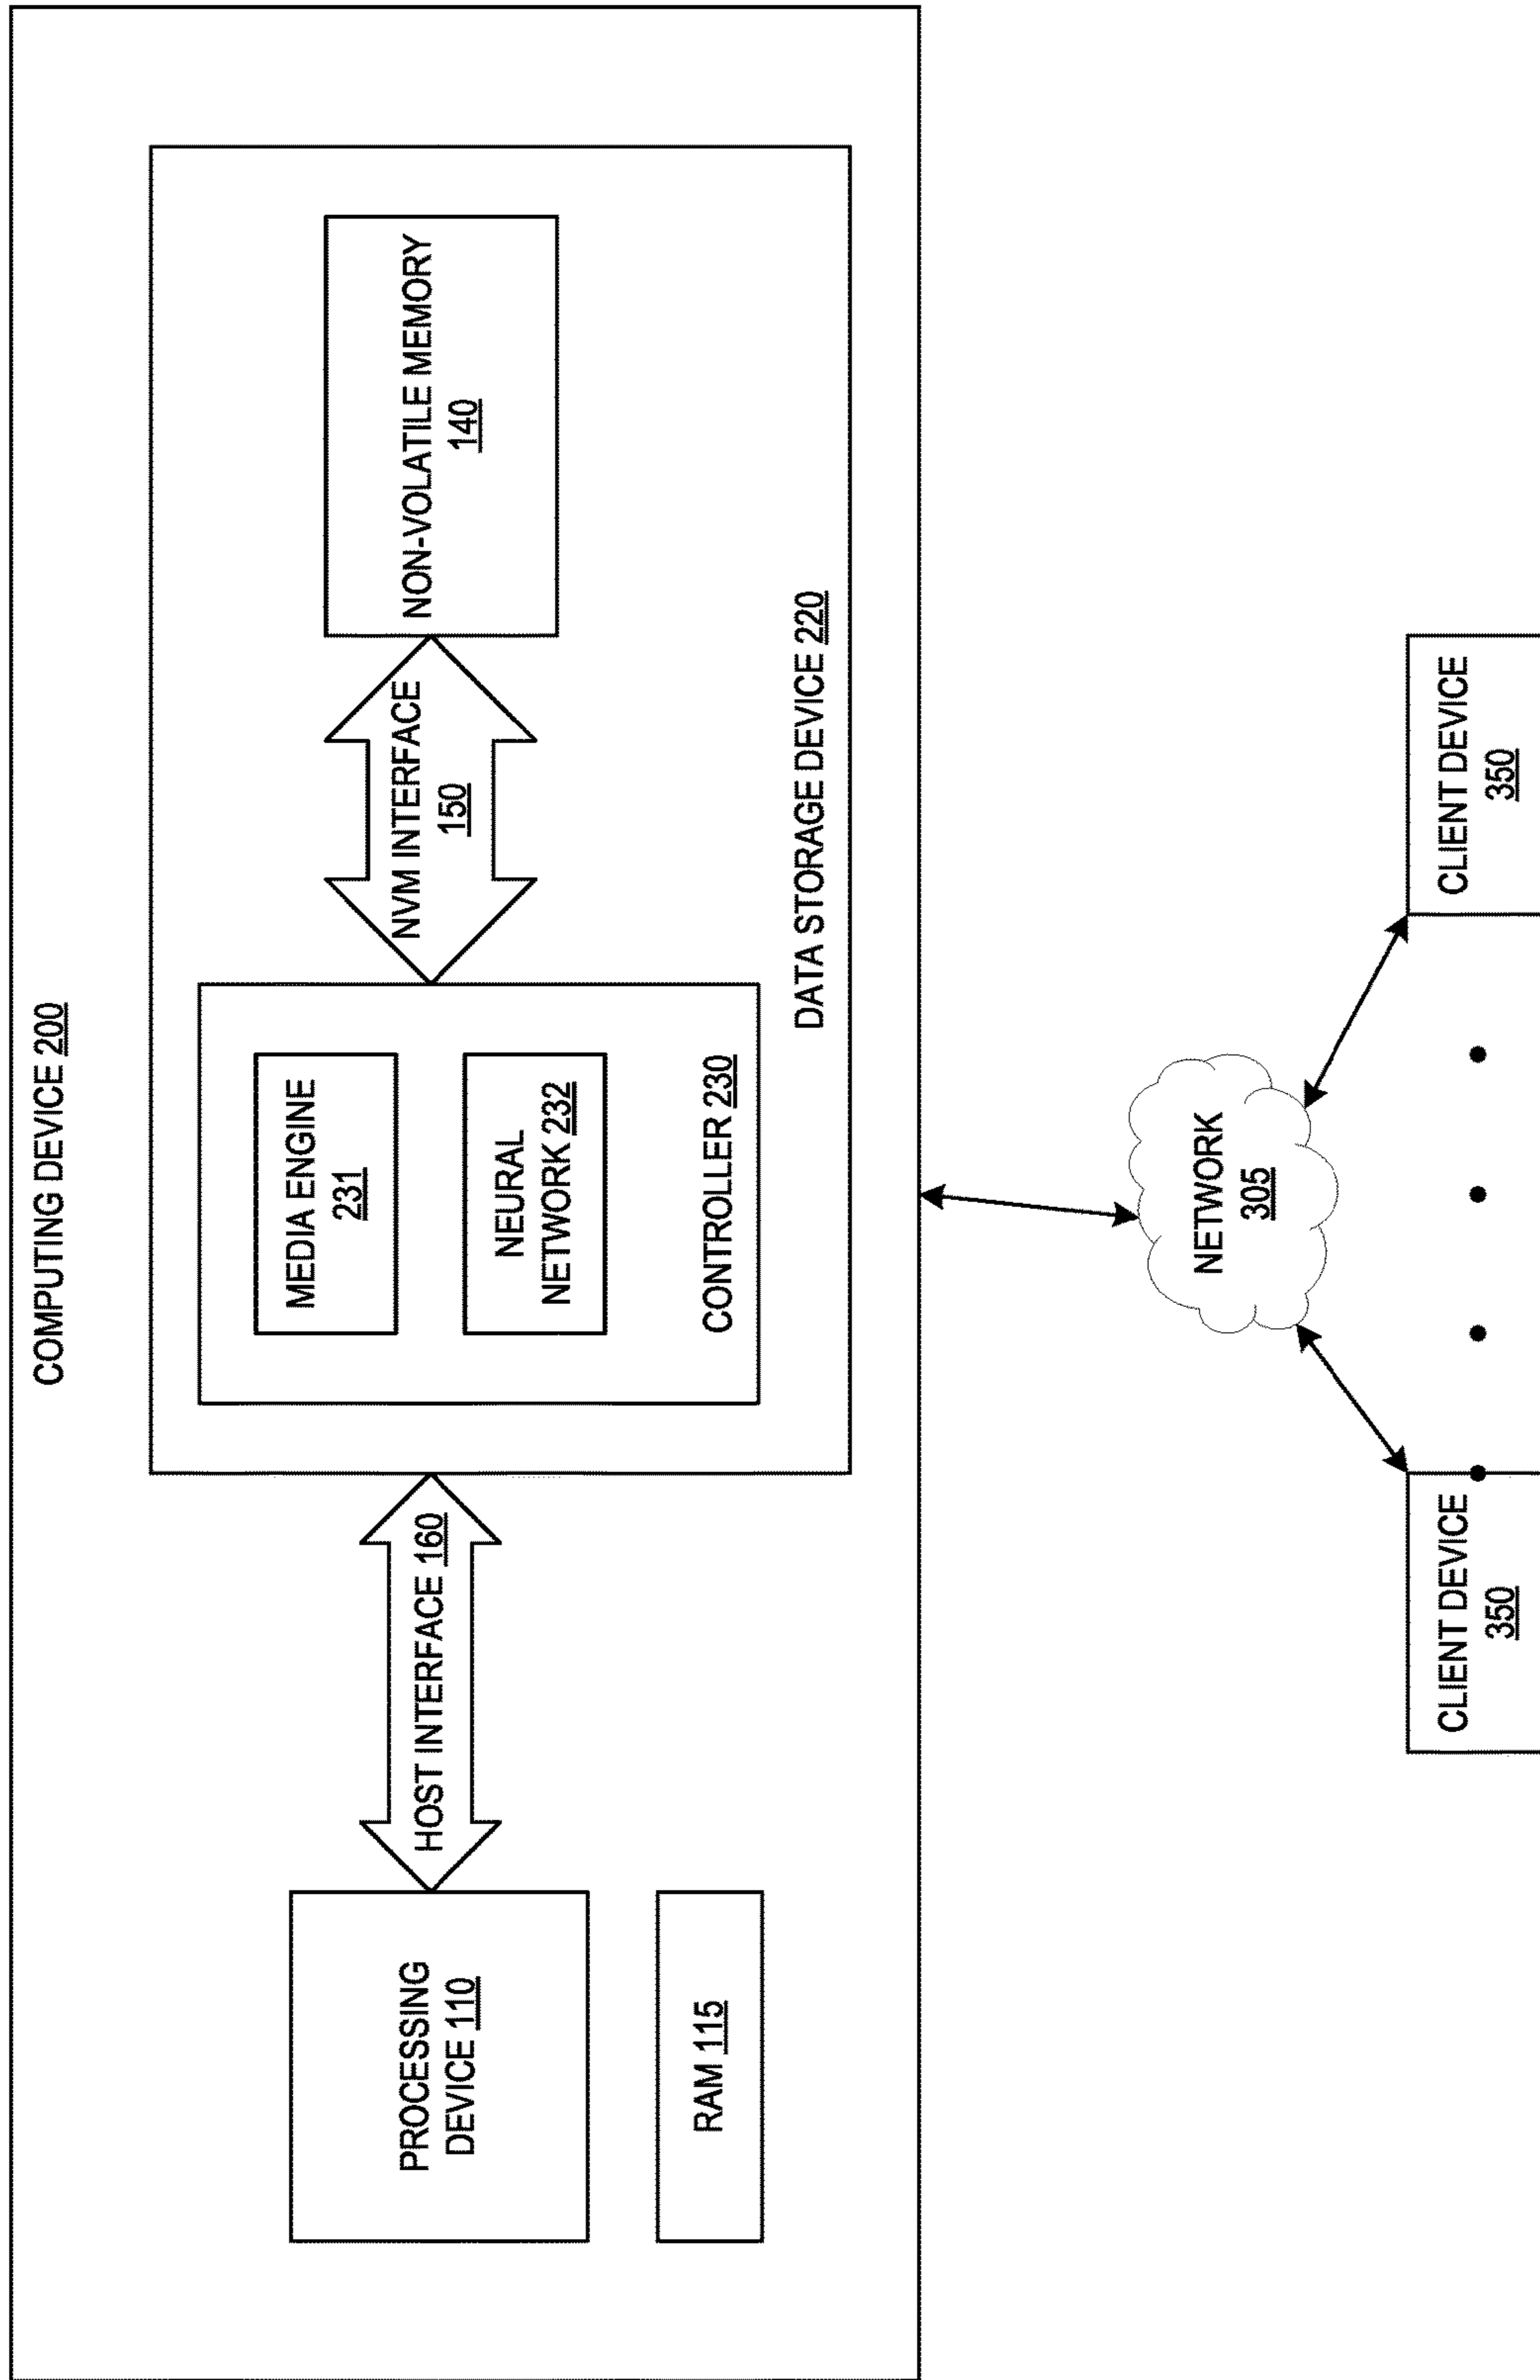 COMPUTING DEVICE 200
PROCESSING
DEVICE 110
RAM 115
HOST INTERFACE 160
MEDIA ENGINE
231
NEURAL
NETWORK 232
CONTROLLER 230
NVM INTERFACE
150
NON-VOLATILE MEMORY
140
DATA STORAGE DEVICE 220
NETWORK
305
CLIENT DEVICE
350
CLIENT DEVICE
350